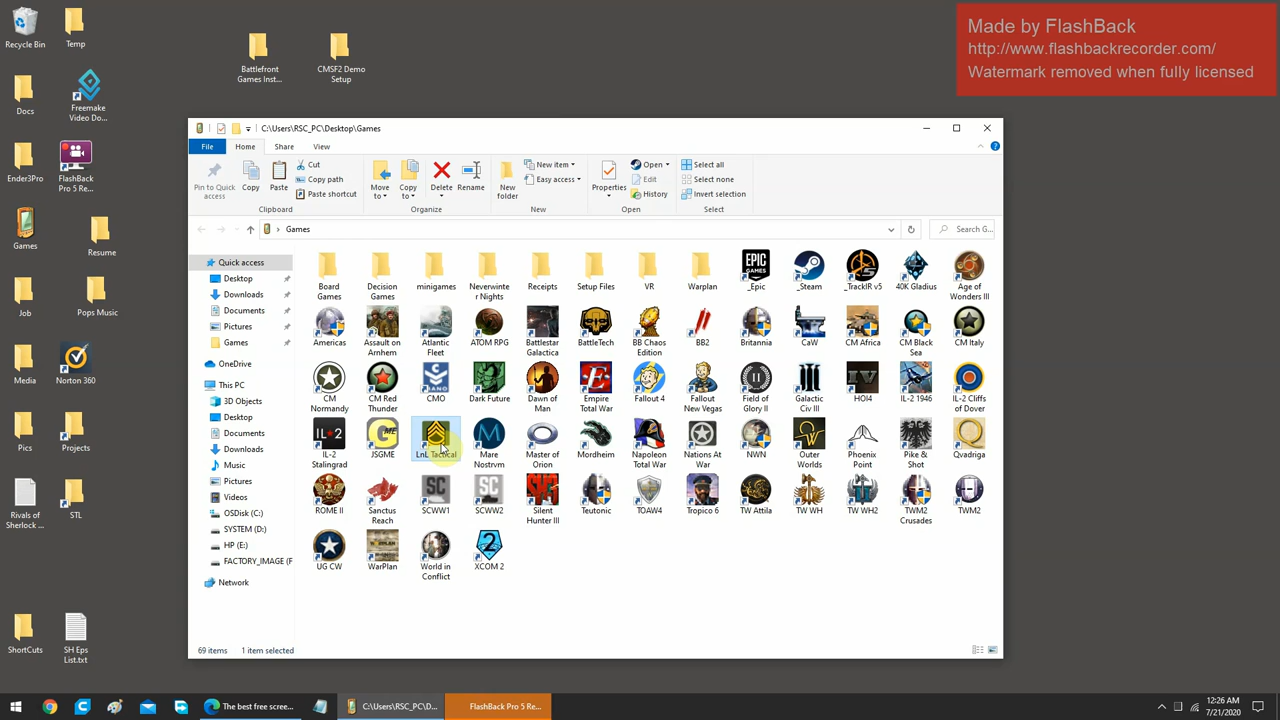 Made by FlashBack
http://www.flashbackrecorder.com/
Watermark removed when fully licensed
Recycle Bin
Temp
Battlefront
Games Inst...
CMSF2 Demo
Setup
Docs
Freemake
Video Do...
Ender3Pro
FlashBack
Pro 5 Re...
Games
Resume
Job
Pops Music
Media
Norton 360
Pics
Projects
Rivals of
Sherlock ...
STL
ShortCuts
SH Eps
List.txt
C:\Users\RSC_PC\Desktop\Games
File
Home
Share
View
Pin to Quick
access
Copy
Paste
Cut
Copy path
Paste shortcut
Clipboard
Move
to
Copy
to
Delete
Rename
Organize
New
folder
New item
Easy access
New
Properties
Open
Edit
History
Open
Select all
Select none
Invert selection
Select
Games
Search G...
Quick access
Desktop
Downloads
Documents
Pictures
Games
OneDrive
This PC
3D Objects
Desktop
Documents
Downloads
Music
Pictures
Videos
OSDisk (C:)
SYSTEM (D:)
HP (E:)
FACTORY_IMAGE (F
Network
Board
Games
Decision
Games
minigames
Neverwinte
r Nights
Receipts
Setup Files
VR
Warplan
EPIC
GAMES
_Epic
_Steam
_TrackIR v5
40K Gladius
Age of
Wonders III
Americas
Assault on
Arnhem
Atlantic
Fleet
ATOM RPG
Battlestar
Galactica
BattleTech
BB Chaos
Edition
BB2
Britannia
CaW
CM Africa
CM Black
Sea
CM Italy
CM
Normandy
CM Red
Thunder
CMO
Dark Future
Dawn of
Man
Empire
Total War
Fallout 4
Fallout
New Vegas
Field of
Glory II
Galactic
Civ III
IV
HOI4
IL-2 1946
IL-2 Cliffs
of Dover
IL•2
IL-2
Stalingrad
JSGME
LnL Tactical
Mare
Nostrvm
Master of
Orion
Mordheim
Napoleon
Total War
Nations At
War
NWN
Outer
Worlds
Phoenix
Point
Pike &
Shot
Qvadriga
ROME II
Sanctus
Reach
SC
SCWW1
SC
SCWW2
Silent
Hunter III
Teutonic
TOAW4
Tropico 6
TW Attila
TW WH
TW WH2
TWM2
Crusades
TWM2
UG CW
WarPlan
World in
Conflict
2
XCOM 2
69 items
1 item selected
The best free scree...
C:\Users\RSC_PC\D...
FlashBack Pro 5 Re...
12:26 AM
7/21/2020